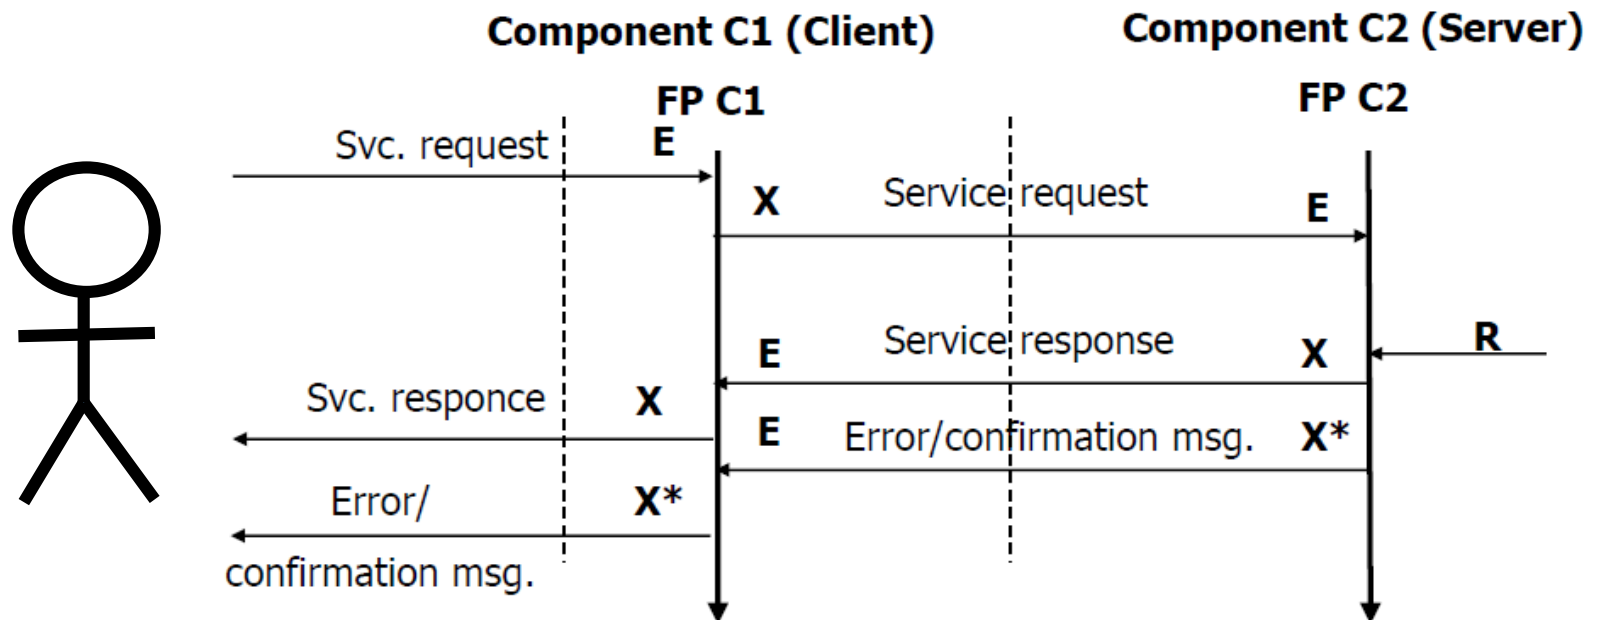 Component C1 (Client)
Component C2 (Server)
FP C1
FP C2
Svc. request
E
X
Service request
E
E
Service response
X
R
Svc. responce
X
E
Error/confirmation msg.
X*
Error/
X*
confirmation msg.